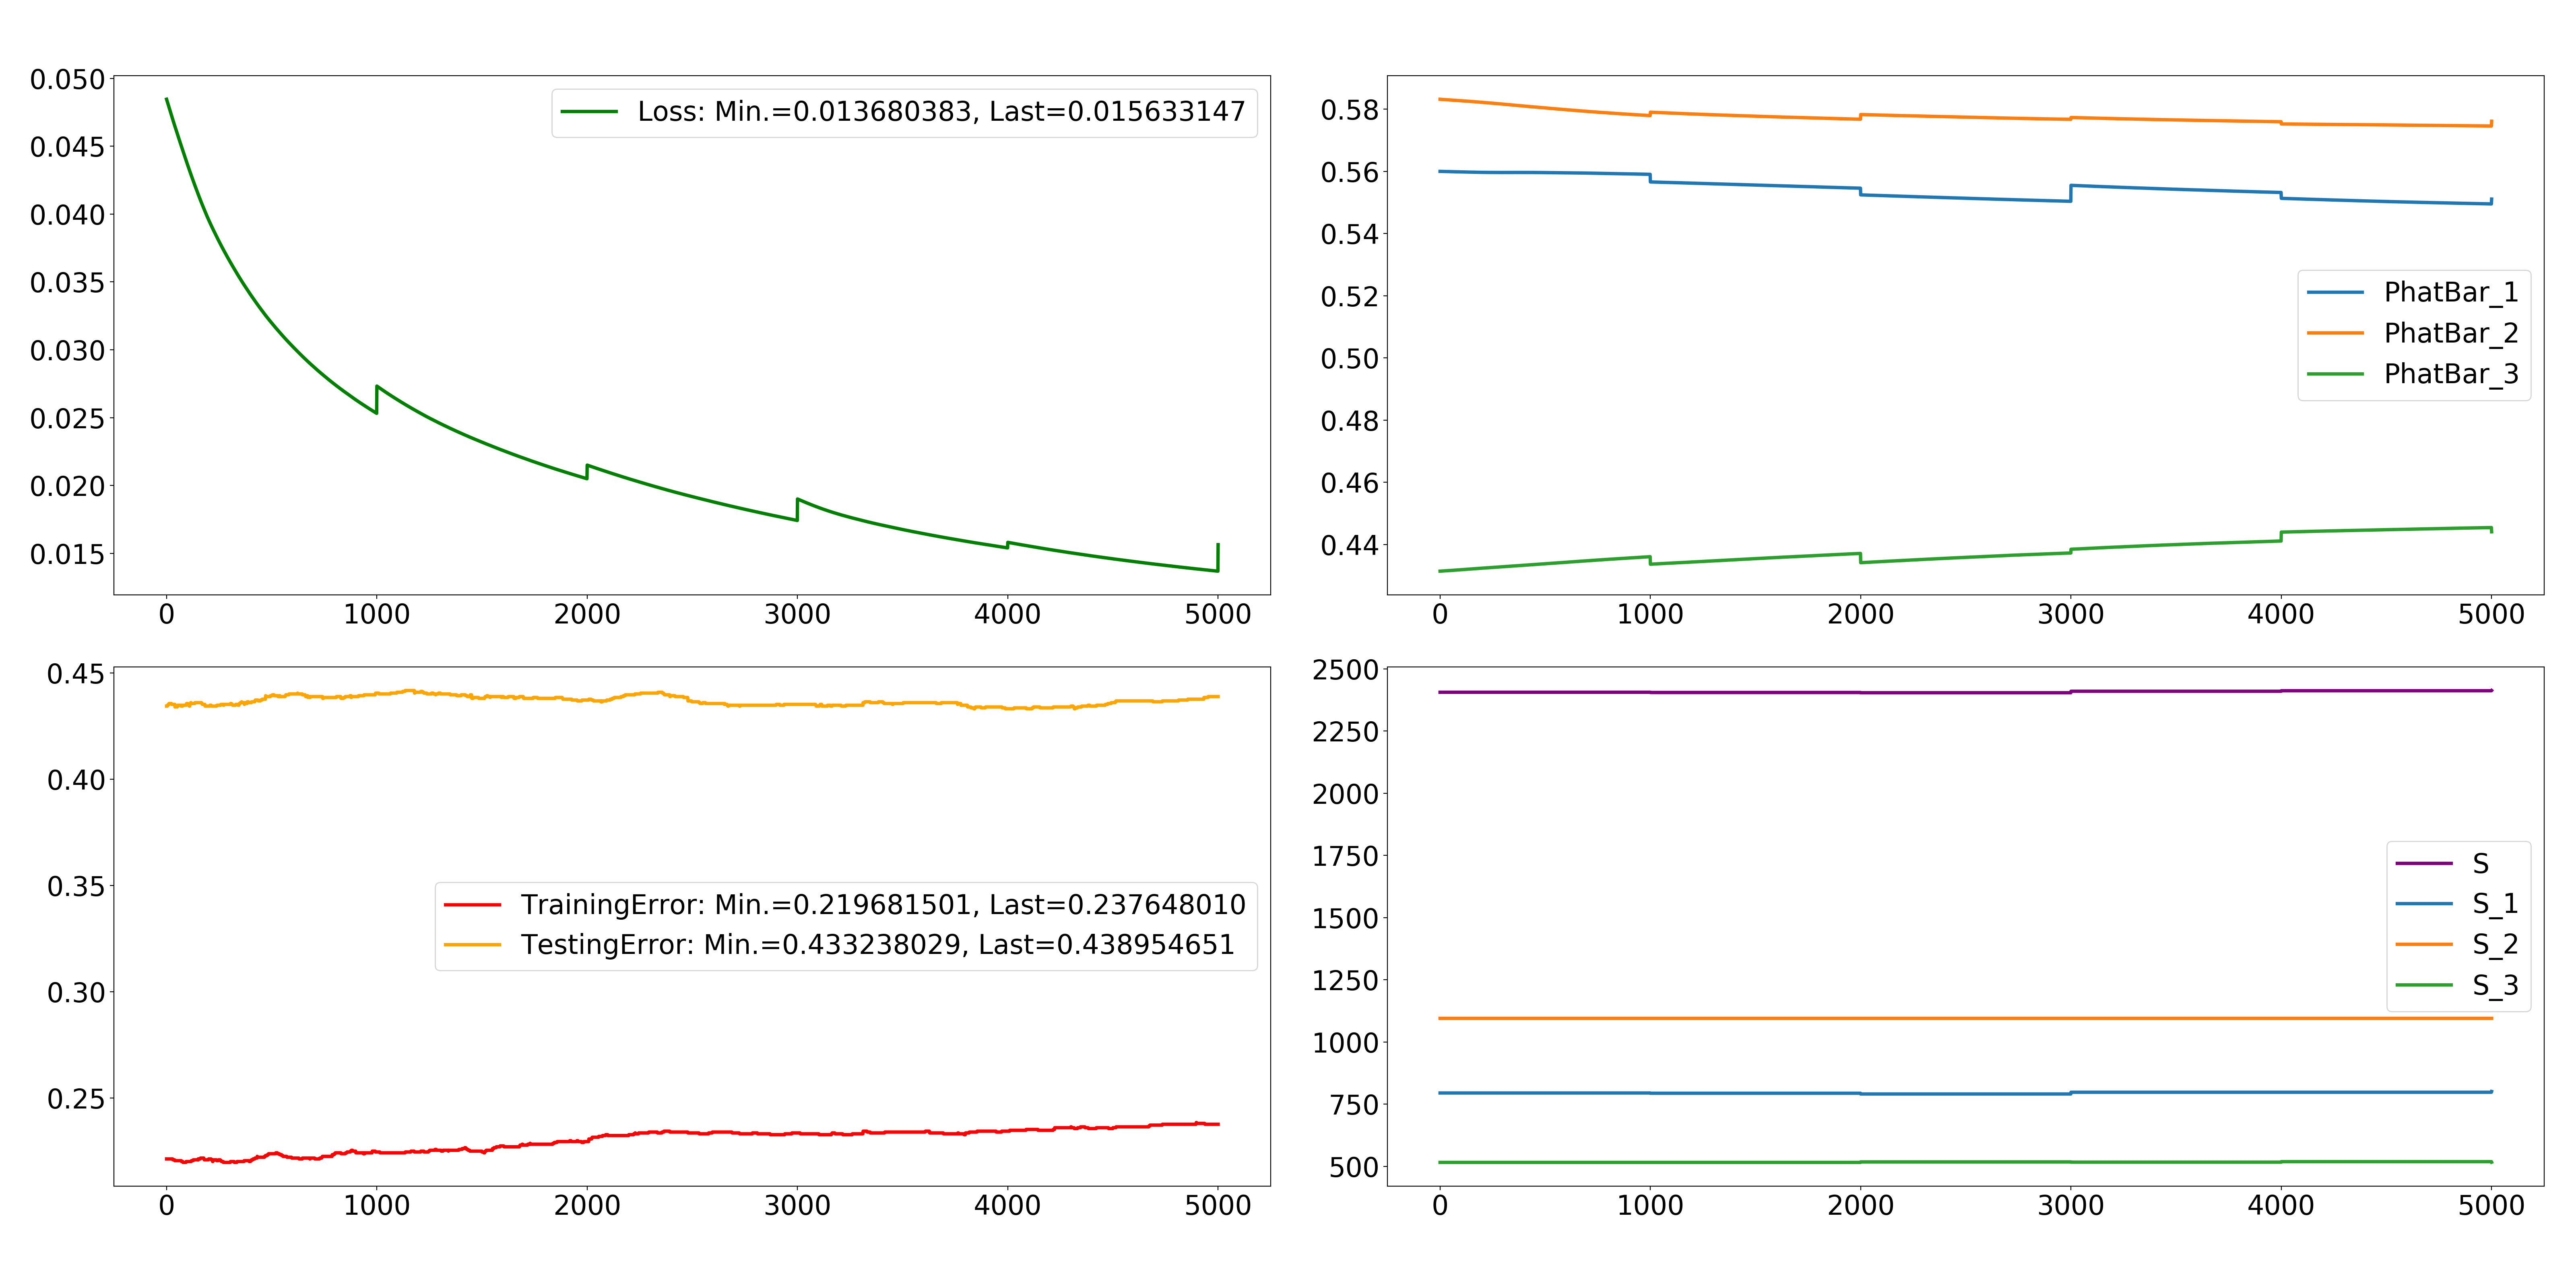 0.050
0.045
0.040
0.035
0.030
0.025
0.020
0.015
Loss: Min.=0.013680383, Last=0.015633147
0 1000 2000 3000 4000 5000
0.58
0.56
0.54
0.52
0.50
0.48
0.46
0.44
PhatBar_1
PhatBar_2
PhatBar_3
0 1000 2000 3000 4000 5000
0.45
0.40
0.35
0.30
0.25
TrainingError: Min.=0.219681501, Last=0.237648010
TestingError: Min.=0.433238029, Last=0.438954651
0 1000 2000 3000 4000 5000
2500
2250
2000
1750
1500
1250
1000
750
500
S
S_1
S_2
S_3
0 1000 2000 3000 4000 5000